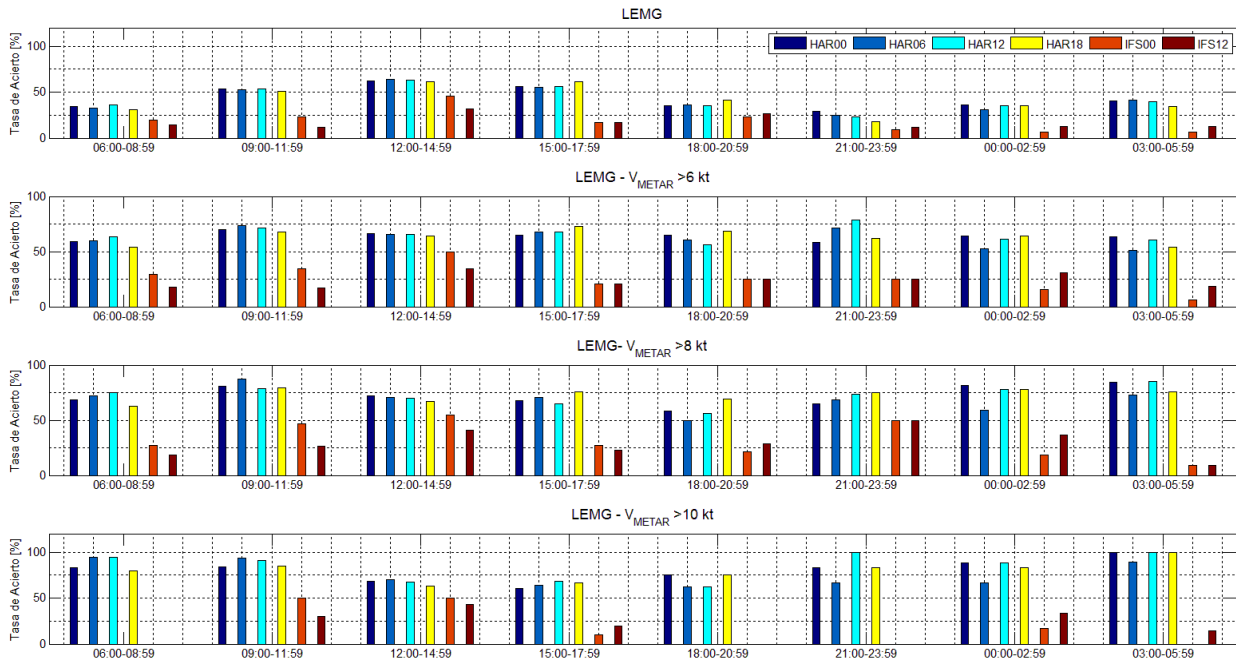 LEMG
Tasa de Acierto [%]
100
50
0
HAR00 HAR06 HAR12 HAR18 IFS00 IFS12
06:00-08:59 09:00-11:59 12:00-14:59 15:00-17:59 18:00-20:59 21:00-23:59 00:00-02:59 03:00-05:59
LEMG - V_METAR >6 kt
Tasa de Acierto [%]
100
50
0
06:00-08:59 09:00-11:59 12:00-14:59 15:00-17:59 18:00-20:59 21:00-23:59 00:00-02:59 03:00-05:59
LEMG- V_METAR >8 kt
Tasa de Acierto [%]
100
50
0
06:00-08:59 09:00-11:59 12:00-14:59 15:00-17:59 18:00-20:59 21:00-23:59 00:00-02:59 03:00-05:59
LEMG - V_METAR >10 kt
Tasa de Acierto [%]
100
50
0
06:00-08:59 09:00-11:59 12:00-14:59 15:00-17:59 18:00-20:59 21:00-23:59 00:00-02:59 03:00-05:59